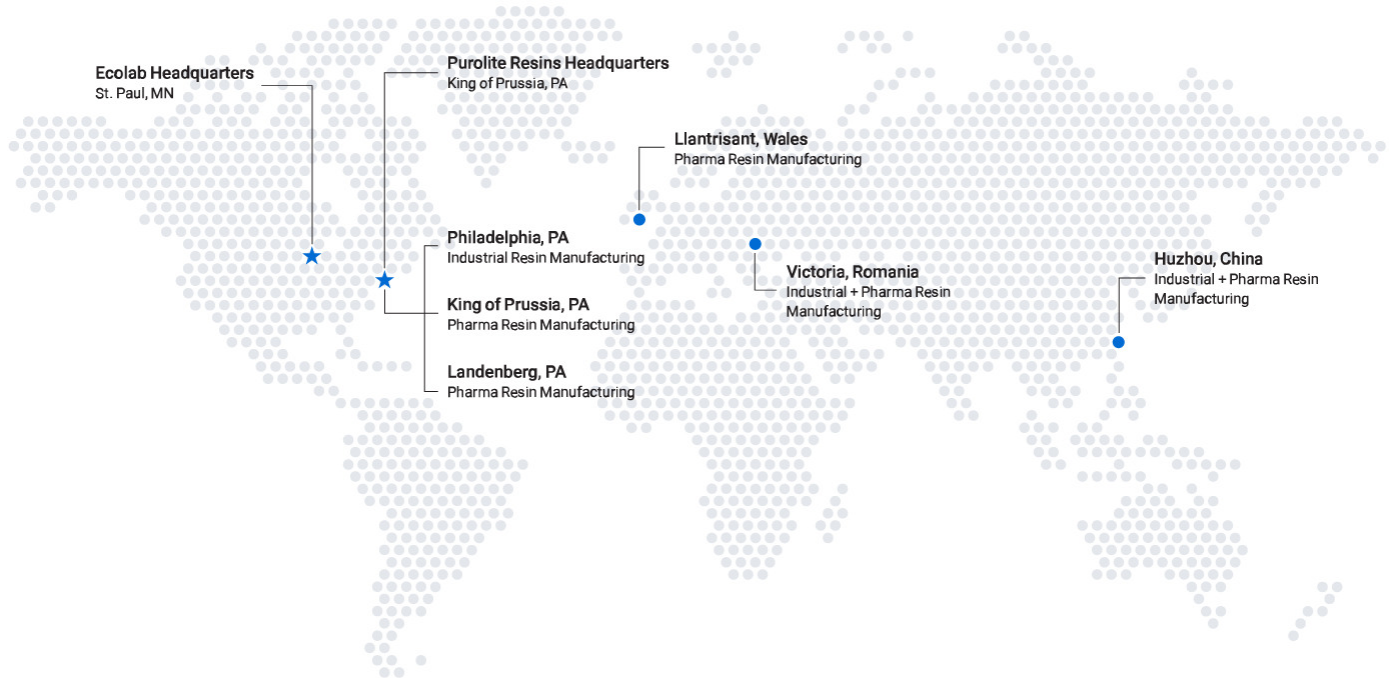 Ecolab Headquarters
St. Paul, MN
Purolite Resins Headquarters
King of Prussia, PA
Llantrisant, Wales
Pharma Resin Manufacturing
Philadelphia, PA
Industrial Resin Manufacturing
King of Prussia, PA
Pharma Resin Manufacturing
Landenberg, PA
Pharma Resin Manufacturing
Victoria, Romania
Industrial + Pharma Resin
Manufacturing
Huzhou, China
Industrial + Pharma Resin
Manufacturing